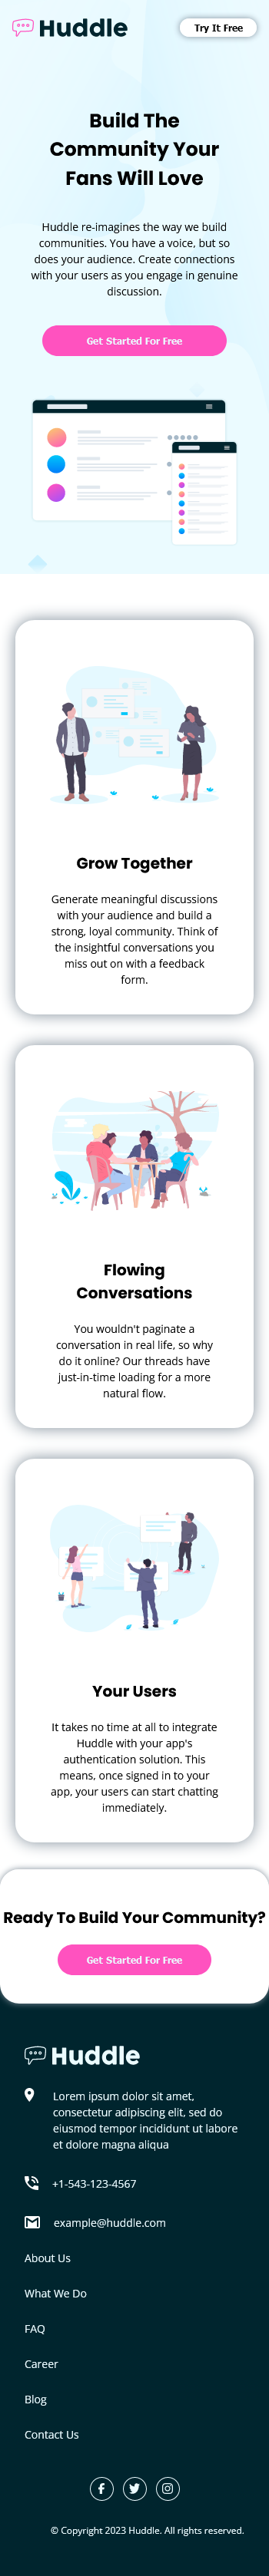 Huddle
Try It Free
Build The
Community Your
Fans Will Love
Huddle re-imagines the way we build
communities. You have a voice, but so
does your audience. Create connections
with your users as you engage in genuine
discussion.
Get Started For Free
Grow Together
Generate meaningful discussions
with your audience and build a
strong, loyal community. Think of
the insightful conversations you
miss out on with a feedback
form.
Flowing
Conversations
You wouldn't paginate a
conversation in real life, so why
do it online? Our threads have
just-in-time loading for a more
natural flow.
Your Users
It takes no time at all to integrate
Huddle with your app's
authentication solution. This
means, once signed in to your
app, your users can start chatting
immediately.
Ready To Build Your Community?
Get Started For Free
Huddle
Lorem ipsum dolor sit amet,
consectetur adipiscing elit, sed do
eiusmod tempor incididunt ut labore
et dolore magna aliqua
+1-543-123-4567
example@huddle.com
About Us
What We Do
FAQ
Career
Blog
Contact Us
© Copyright 2023 Huddle. All rights reserved.